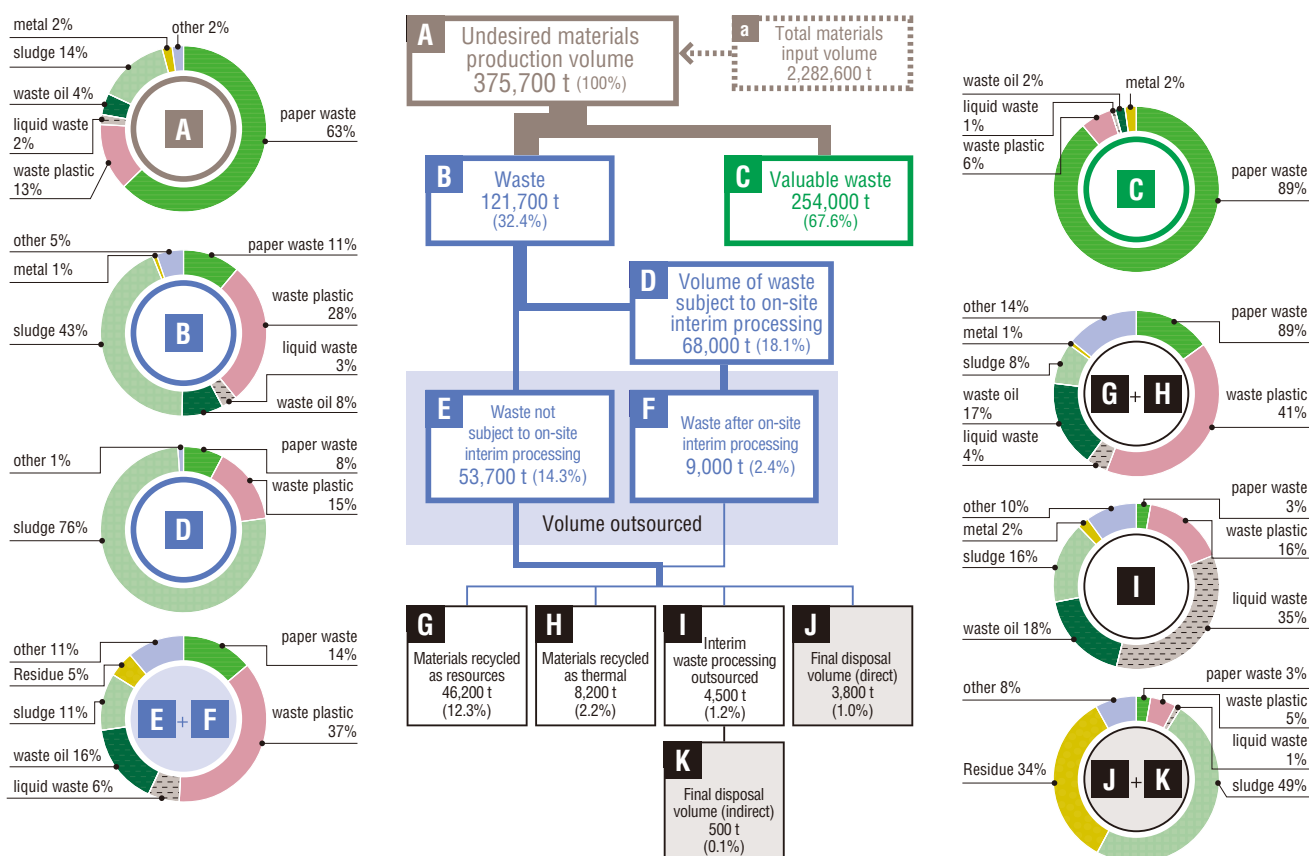 metal 2%
other 2%
sludge 14%
waste oil 4%
liquid waste
2%
waste plastic
13%
paper waste
63%
A
other 5%
metal 1%
sludge 43%
paper waste 11%
waste plastic
28%
liquid waste
3%
waste oil 8%
B
other 1%
sludge 76%
paper waste
8%
waste plastic
15%
D
other 11%
Residue 5%
sludge 11%
waste oil 16%
liquid waste 6%
paper waste
14%
waste plastic
37%
E + F
A
Undesired materials
production volume
375,700 t (100%)
a
Total materials
input volume
2,282,600 t
B
Waste
121,700 t
(32.4%)
C
Valuable waste
254,000 t
(67.6%)
D
Volume of waste
subject to on-site
interim processing
68,000 t (18.1%)
E
Waste not
subject to on-site
interim processing
53,700 t (14.3%)
F
Waste after on-site
interim processing
9,000 t (2.4%)
Volume outsourced
G
Materials recycled
as resources
46,200 t
(12.3%)
H
Materials recycled
as thermal
8,200 t
(2.2%)
I
Interim
waste processing
outsourced
4,500 t
(1.2%)
J
Final disposal
volume (direct)
3,800 t
(1.0%)
K
Final disposal
volume (indirect)
500 t
(0.1%)
waste oil 2%
metal 2%
liquid waste
1%
waste plastic
6%
paper waste
89%
C
other 14%
metal 1%
sludge 8%
waste oil
17%
liquid waste
4%
paper waste
89%
waste plastic
41%
G + H
other 10%
metal 2%
sludge 16%
waste oil 18%
paper waste
3%
waste plastic
16%
liquid waste
35%
I
other 8%
Residue 34%
paper waste 3%
waste plastic
5%
liquid waste
1%
sludge 49%
J + K